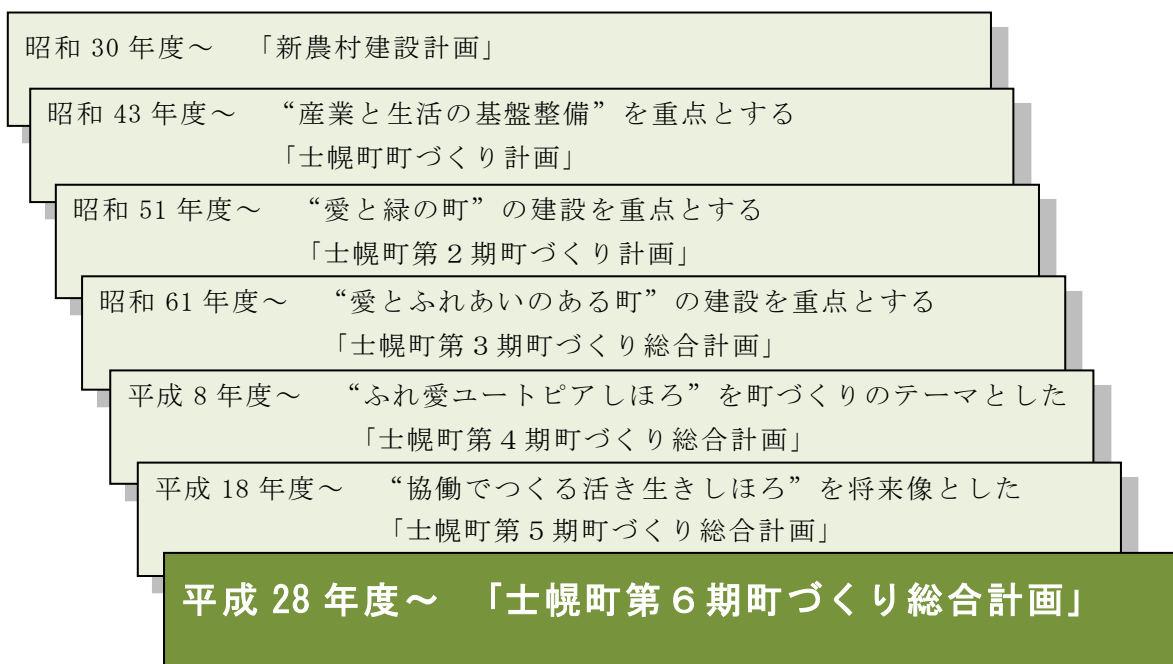 昭和 30 年度～　「新農村建設計画」
昭和 43 年度～　“産業と生活の基盤整備”を重点とする
「士幌町町づくり計画」
昭和 51 年度～　“愛と緑の町”の建設を重点とする
「士幌町第２期町づくり計画」
昭和 61 年度～　“愛とふれあいのある町”の建設を重点とする
「士幌町第３期町づくり総合計画」
平成 8 年度～　“ふれ愛ユートピアしほろ”を町づくりのテーマとした
「士幌町第４期町づくり総合計画」
平成 18 年度～　“協働でつくる活き生きしほろ”を将来像とした
「士幌町第５期町づくり総合計画」
平成 28 年度～　「士幌町第６期町づくり総合計画」